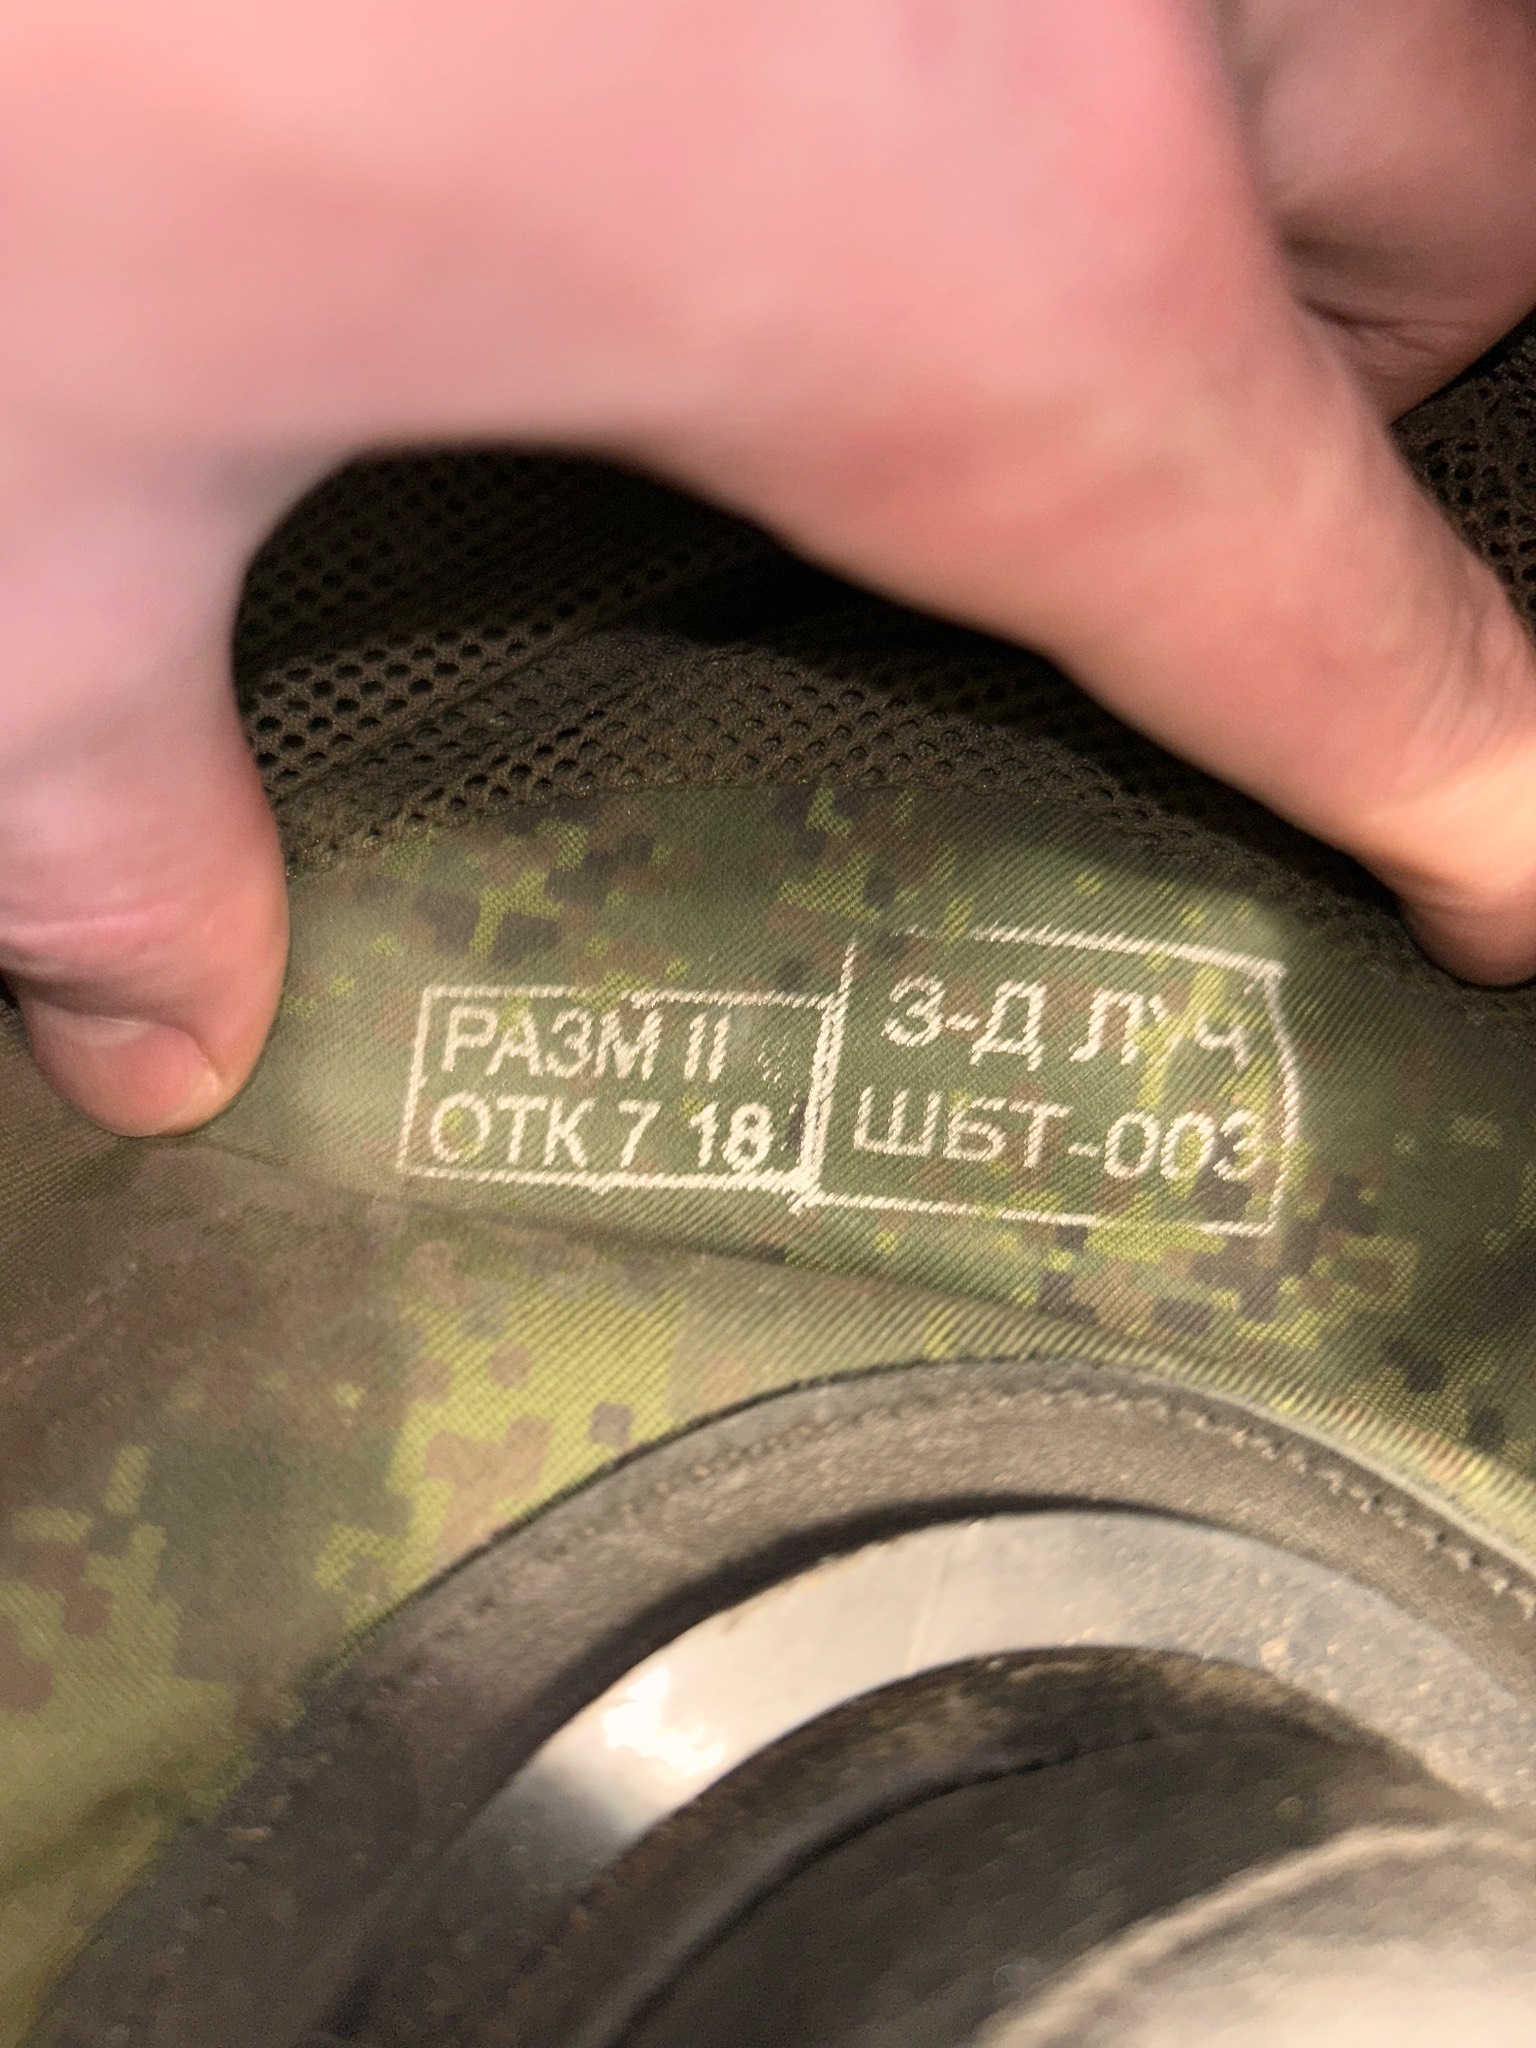 РАЗМ II
ОТК 7 18
З-Д ЛУЧ
ШБТ-003